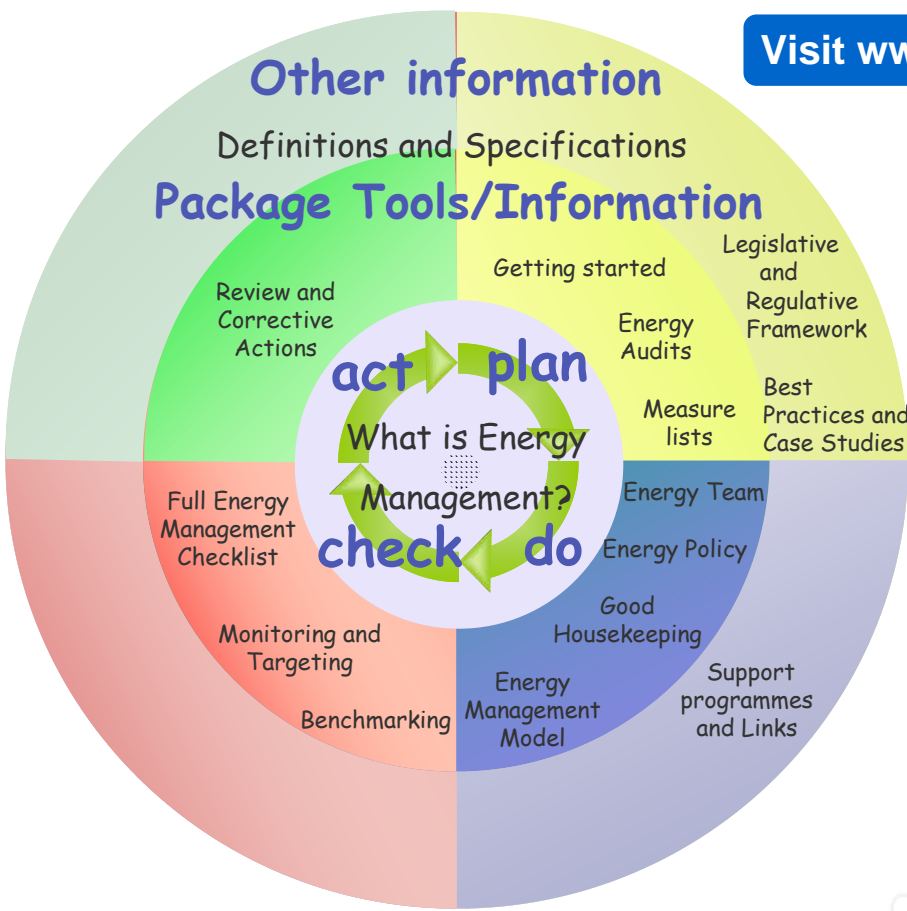 Visit ww
Other information
Definitions and Specifications
Package Tools/Information
Legislative
and
Regulative
Framework
Getting started
Review and
Corrective
Actions
Energy
Audits
act
plan
Best
Practices and
Case Studies
Measure
lists
What is Energy
Management?
Full Energy
Management
Checklist
Energy Team
check
do
Energy Policy
Good
Housekeeping
Monitoring and
Targeting
Energy
Management
Model
Support
programmes
and Links
Benchmarking